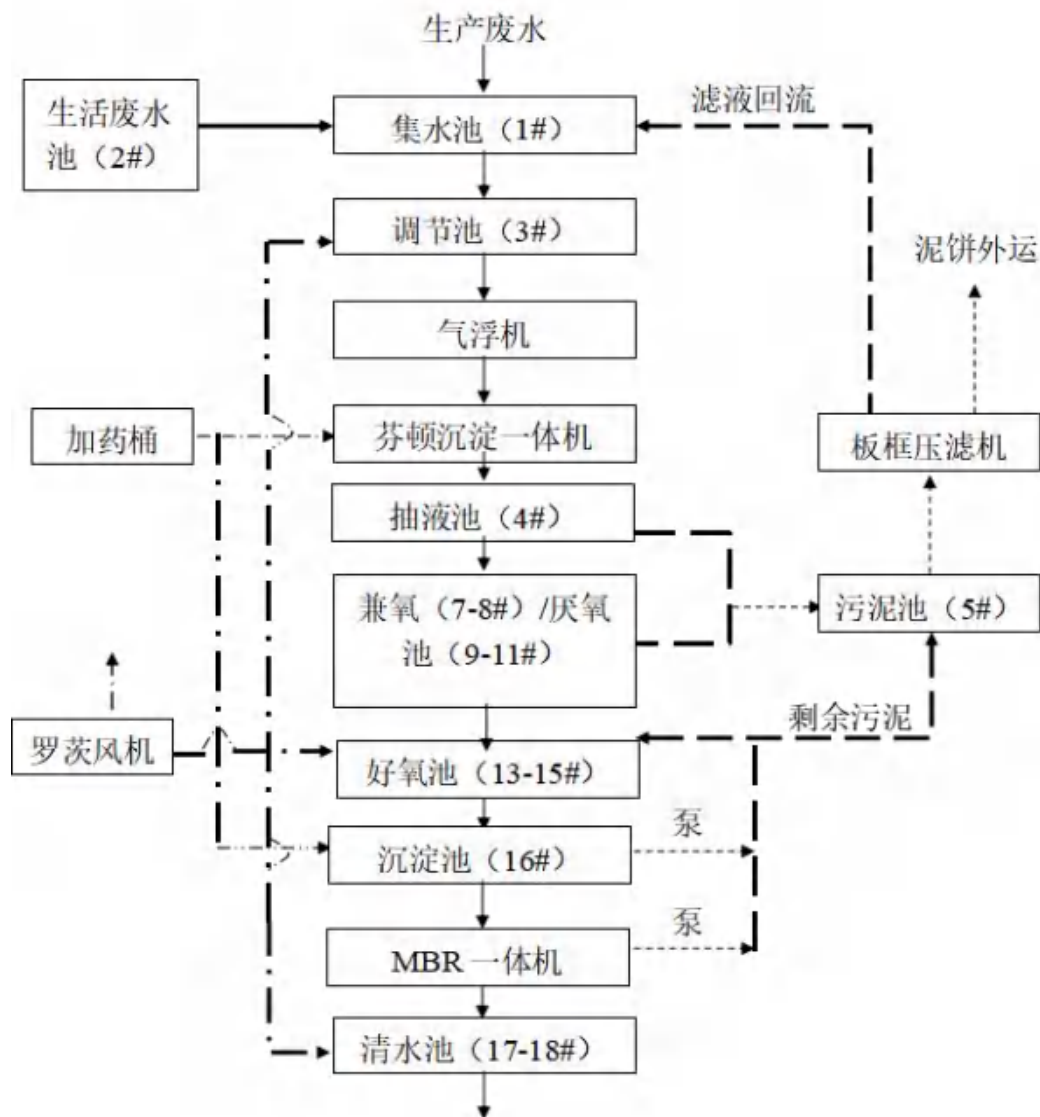 生产废水
生活废水
池（2#）
集水池（1#）
滤液回流
调节池（3#）
泥饼外运
气浮机
加药桶
芬顿沉淀一体机
板框压滤机
抽液池（4#）
兼氧（7-8#）/厌氧
池（9-11#）
污泥池（5#）
剩余污泥
罗茨风机
好氧池（13-15#）
泵
沉淀池（16#）
泵
MBR 一体机
清水池（17-18#）